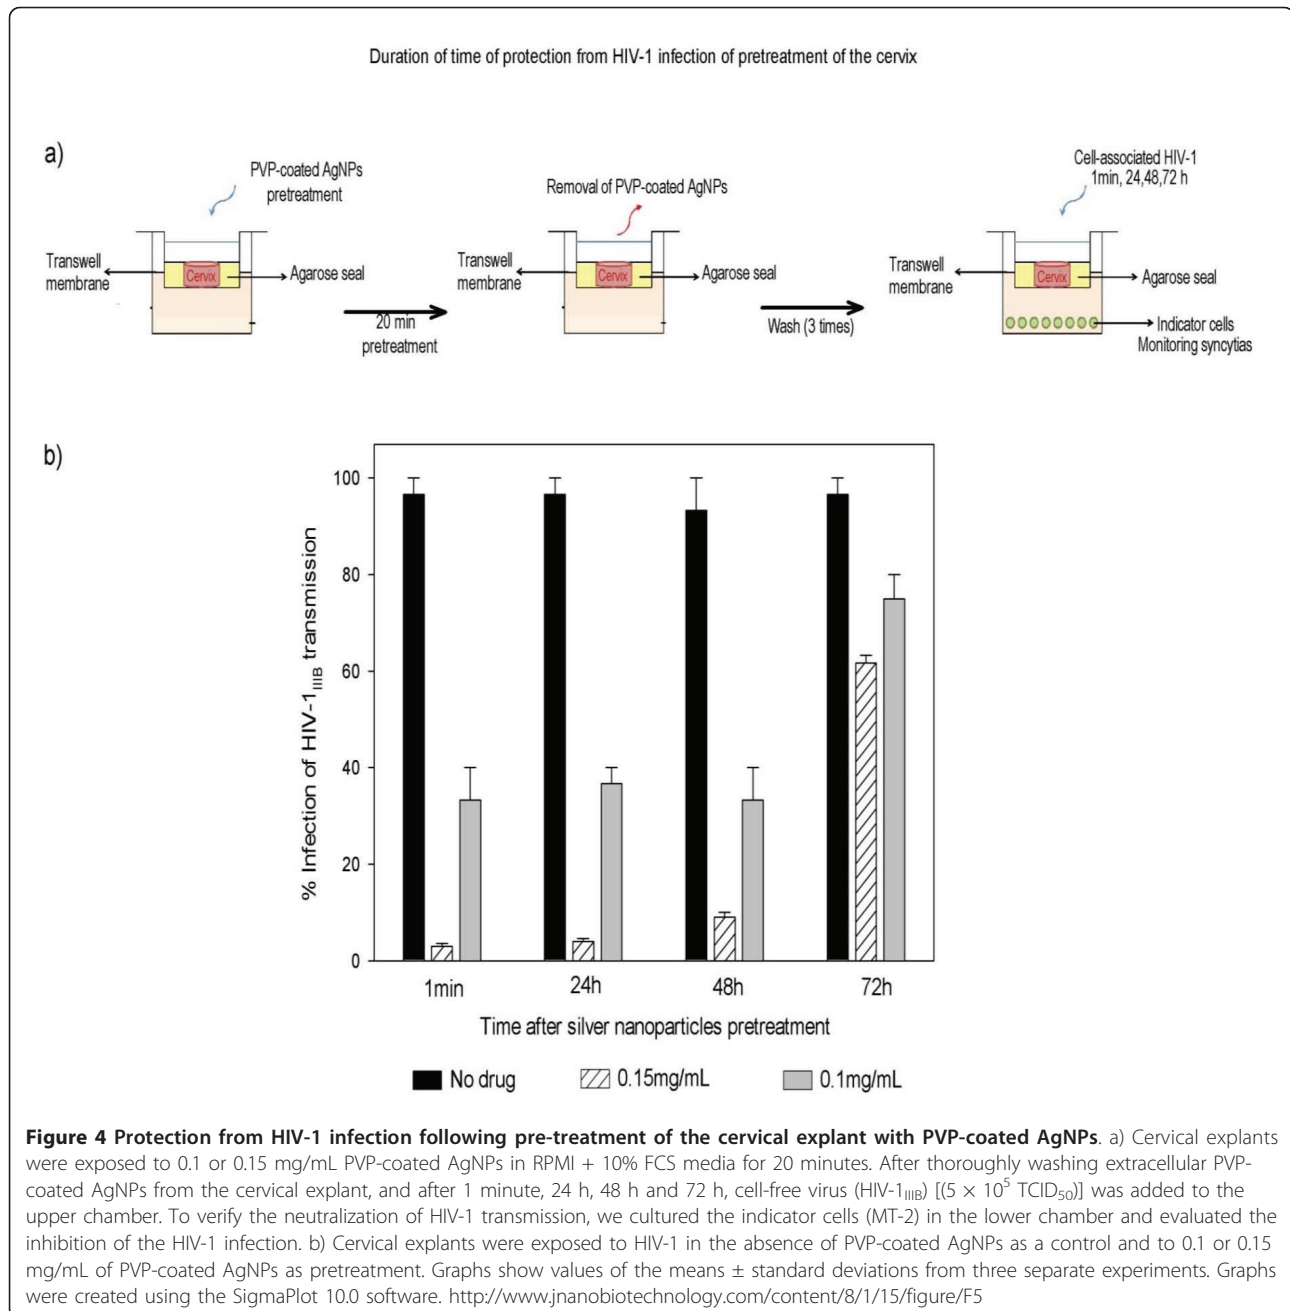 Duration of time of protection from HIV-1 infection of pretreatment of the cervix
a)
PVP-coated AgNPs
pretreatment
Transwell
membrane
Cervix
Agarose seal
20 min
pretreatment
Removal of PVP-coated AgNPs
Transwell
membrane
Cervix
Agarose seal
Wash (3 times)
Cell-associated HIV-1
1min, 24,48,72 h
Transwell
membrane
Cervix
Agarose seal
Indicator cells
Monitoring syncytias
b)
% Infection of HIV-1IIIB transmission
100
80
60
40
20
0
1min 24h 48h 72h
Time after silver nanoparticles pretreatment
No drug 0.15mg/mL 0.1mg/mL
Figure 4 Protection from HIV-1 infection following pre-treatment of the cervical explant with PVP-coated AgNPs. a) Cervical explants
were exposed to 0.1 or 0.15 mg/mL PVP-coated AgNPs in RPMI + 10% FCS media for 20 minutes. After thoroughly washing extracellular PVP-
coated AgNPs from the cervical explant, and after 1 minute, 24 h, 48 h and 72 h, cell-free virus (HIV-1IIIB) [(5 × 10⁵ TCID₅₀)] was added to the
upper chamber. To verify the neutralization of HIV-1 transmission, we cultured the indicator cells (MT-2) in the lower chamber and evaluated the
inhibition of the HIV-1 infection. b) Cervical explants were exposed to HIV-1 in the absence of PVP-coated AgNPs as a control and to 0.1 or 0.15
mg/mL of PVP-coated AgNPs as pretreatment. Graphs show values of the means ± standard deviations from three separate experiments. Graphs
were created using the SigmaPlot 10.0 software. http://www.jnanobiotechnology.com/content/8/1/15/figure/F5